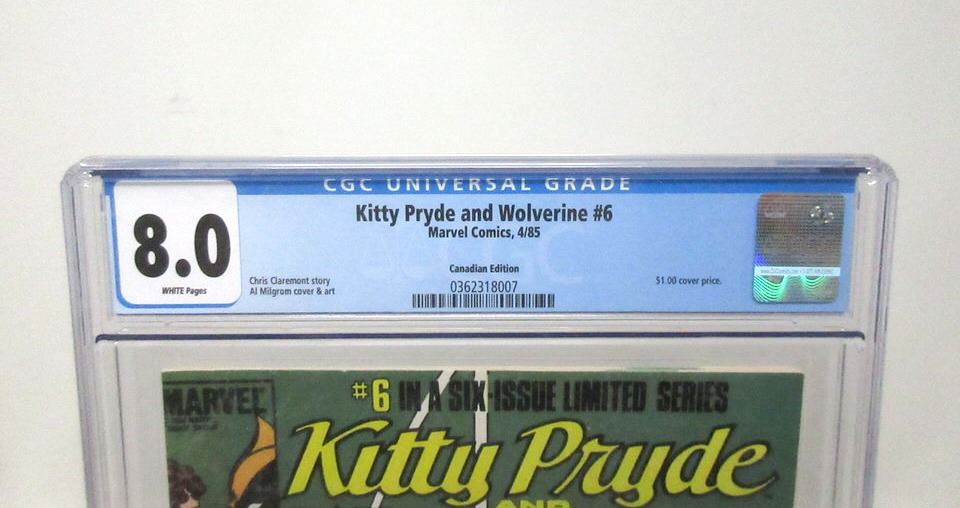 CGC UNIVERSAL GRADE
8.0
WHITE Pages
Kitty Pryde and Wolverine #6
Marvel Comics, 4/85
Canadian Edition
Chris Claremont story
Al Milgrom cover & art
0362318007
$1.00 cover price.
MARVEL
#6 IN A SIX-ISSUE LIMITED SERIES
Kitty Pryde
AND